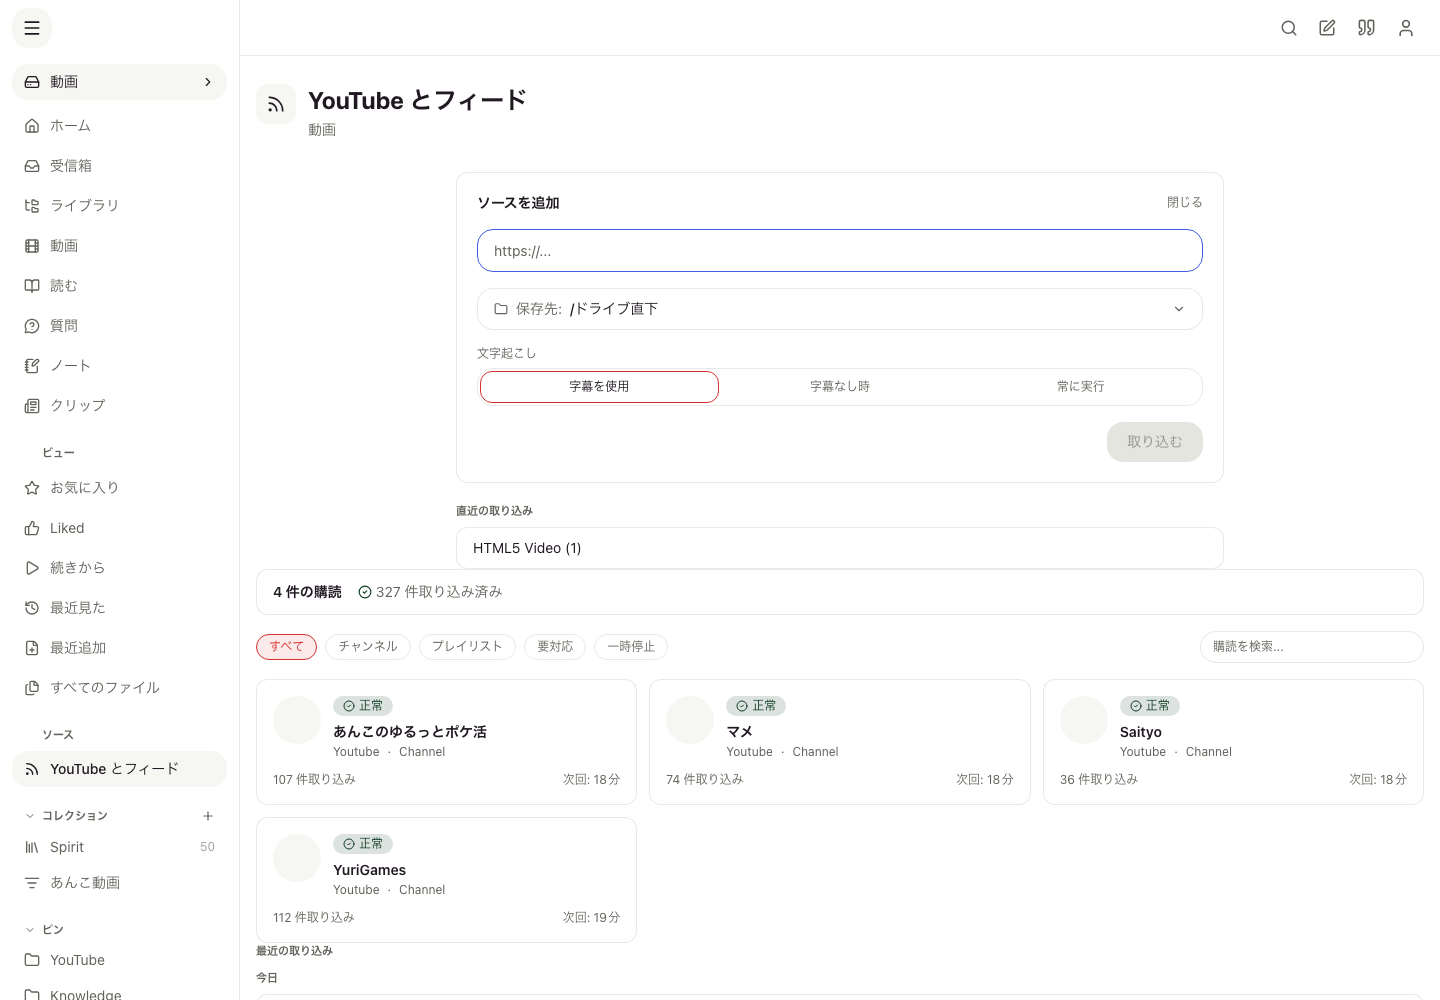 動画
ホーム
受信箱
ライブラリ
動画
読む
質問
ノート
クリップ
ビュー
お気に入り
Liked
続きから
最近見た
最近追加
すべてのファイル
ソース
YouTube とフィード
コレクション
Spirit 50
あんこ動画
ピン
YouTube
Knowledge
YouTube とフィード
動画
ソースを追加 閉じる
https://...
保存先: /ドライブ直下
文字起こし
字幕を使用 字幕なし時 常に実行
取り込む
直近の取り込み
HTML5 Video (1)
4 件の購読 327 件取り込み済み
すべて チャンネル プレイリスト 要対応 一時停止 購読を検索...
正常
あんこのゆるっとポケ活
Youtube · Channel
107 件取り込み 次回: 18分
正常
マメ
Youtube · Channel
74 件取り込み 次回: 18分
正常
Saityo
Youtube · Channel
36 件取り込み 次回: 18分
正常
YuriGames
Youtube · Channel
112 件取り込み 次回: 19分
最近の取り込み
今日